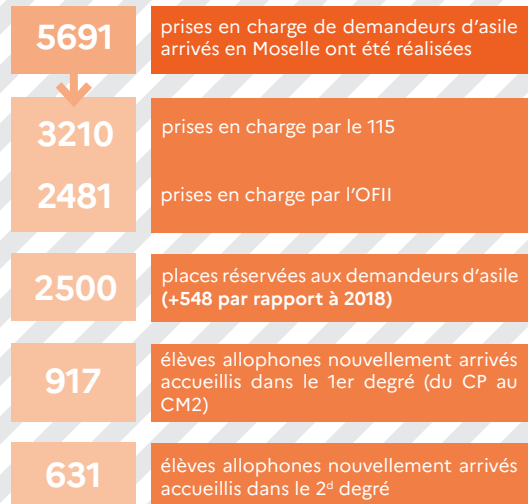 5691
prises en charge de demandeurs d'asile
arrivés en Moselle ont été réalisées
3210
prises en charge par le 115
2481
prises en charge par l'OFII
2500
places réservées aux demandeurs d'asile
(+548 par rapport à 2018)
917
élèves allophones nouvellement arrivés
accueillis dans le 1er degré (du CP au
CM2)
631
élèves allophones nouvellement arrivés
accueillis dans le 2ᵈ degré